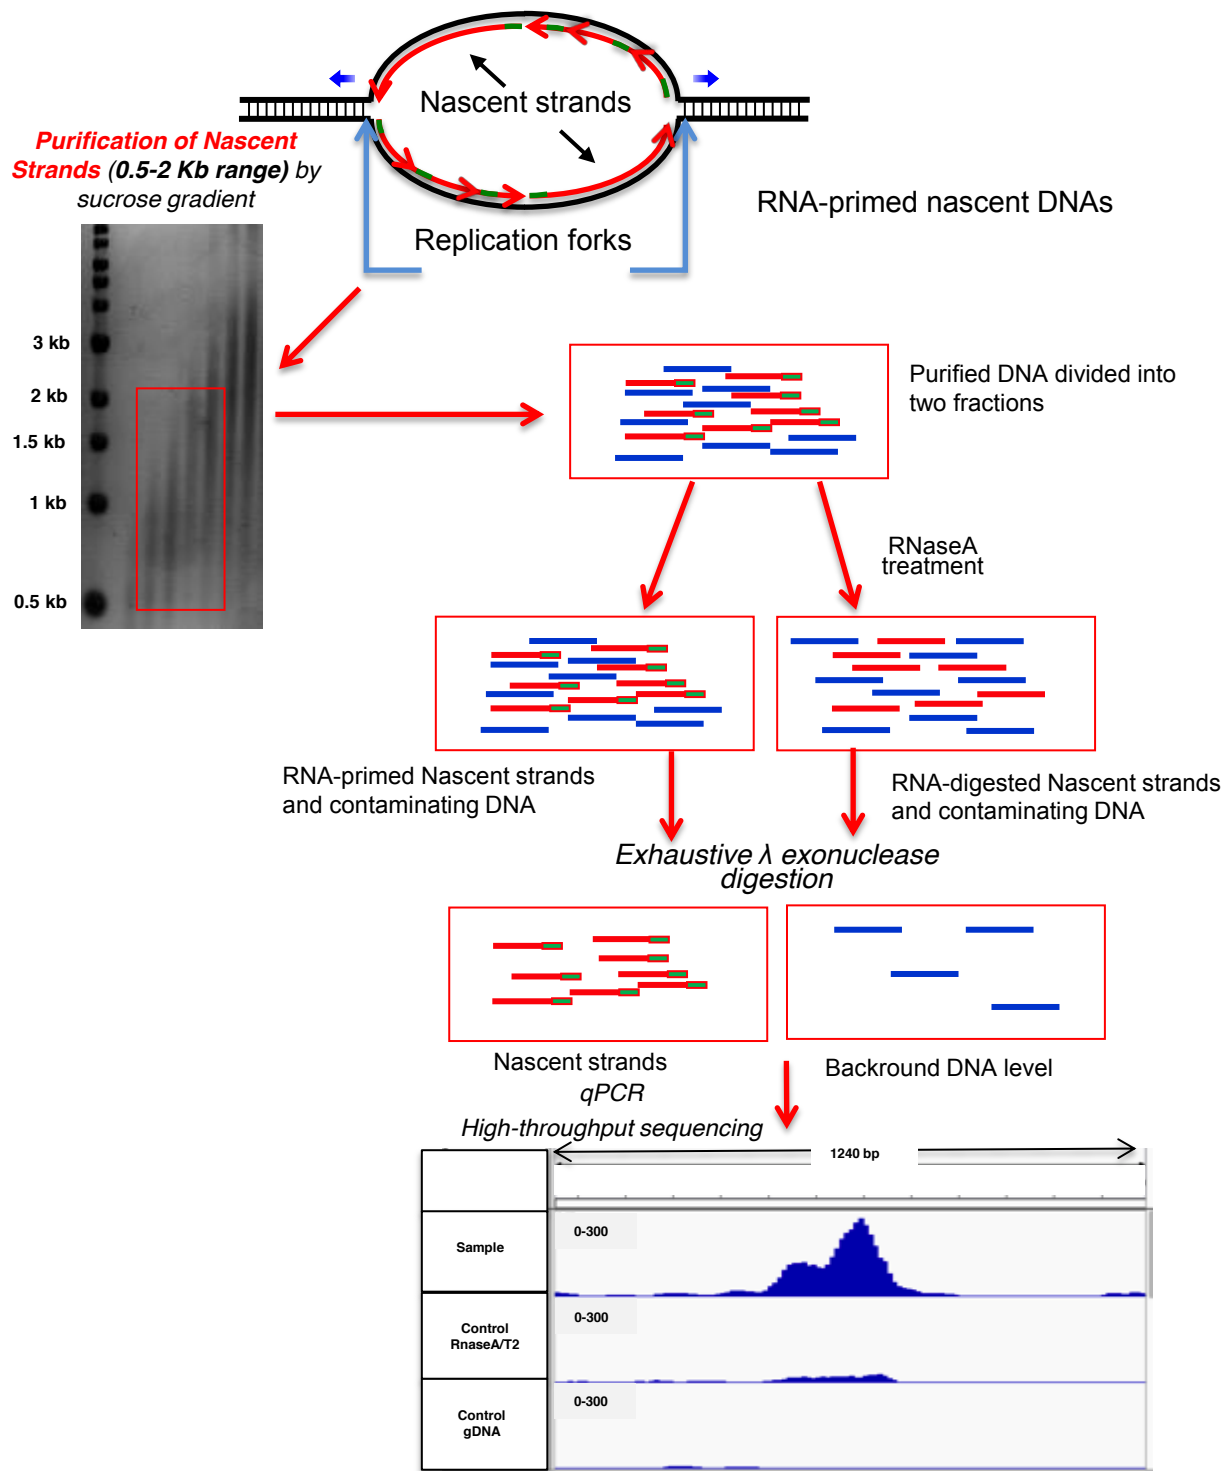 Nascent strands
Purification of Nascent
Strands (0.5-2 Kb range) by
sucrose gradient
RNA-primed nascent DNAs
Replication forks
3 kb
2 kb
1.5 kb
1 kb
0.5 kb
Purified DNA divided into
two fractions
RNaseA
treatment
RNA-primed Nascent strands
and contaminating DNA
RNA-digested Nascent strands
and contaminating DNA
Exhaustive λ exonuclease
digestion
Nascent strands
Backround DNA level
qPCR
High-throughput sequencing
1240 bp
Sample
0-300
Control
RnaseA/T2
0-300
Control
gDNA
0-300